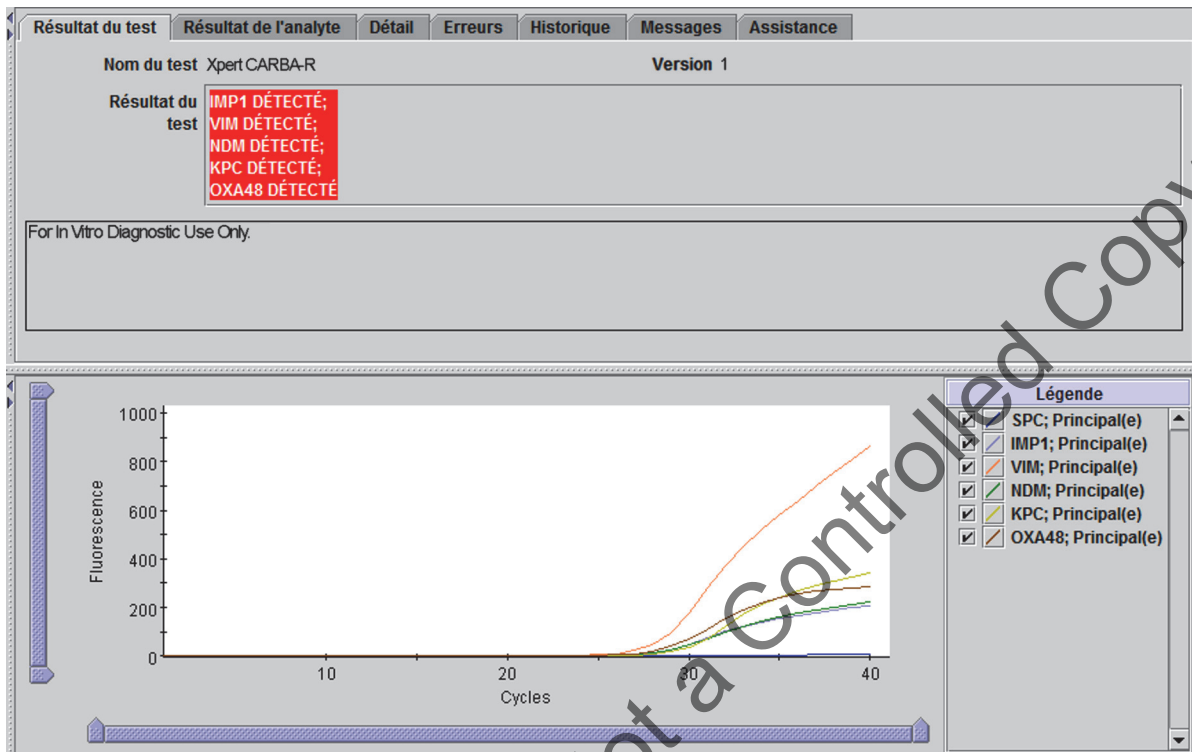 Résultat du test Résultat de l'analyte Détail Erreurs Historique Messages Assistance
Nom du test Xpert CARBA-R Version 1
Résultat du test
IMP1 DÉTECTÉ;
VIM DÉTECTÉ;
NDM DÉTECTÉ;
KPC DÉTECTÉ;
OXA48 DÉTECTÉ
For In Vitro Diagnostic Use Only.
Fluorescence
1000
800
600
400
200
0
10 20 30 40
Cycles
Légende
SPC; Principal(e)
IMP1; Principal(e)
VIM; Principal(e)
NDM; Principal(e)
KPC; Principal(e)
OXA48; Principal(e)
not a Controlled Copy